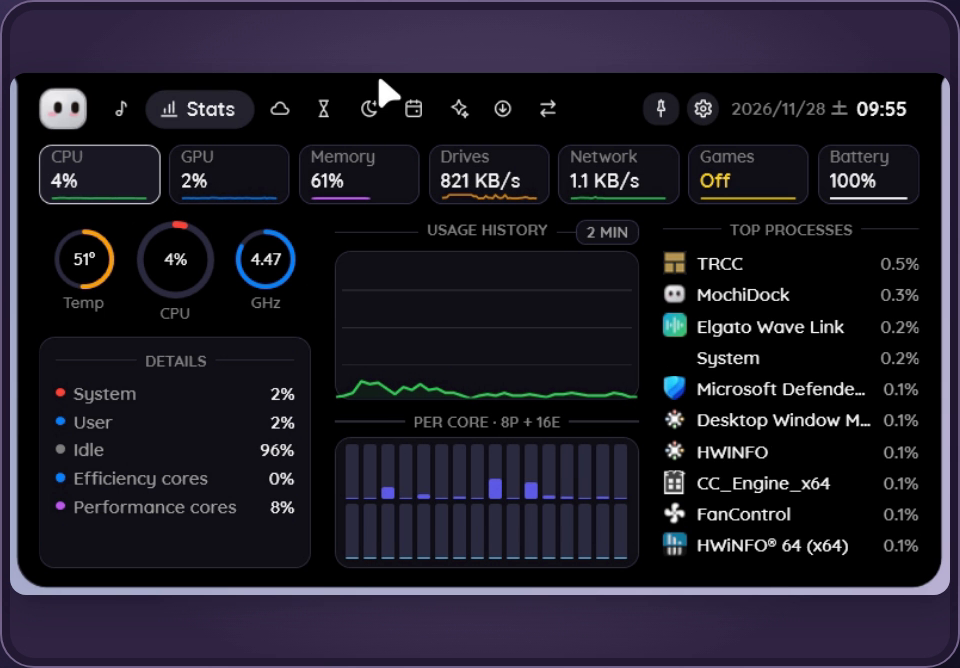 Stats
2026/11/28 土 09:55
CPU
4%
GPU
2%
Memory
61%
Drives
821 KB/s
Network
1.1 KB/s
Games
Off
Battery
100%
51°
Temp
4%
CPU
4.47
GHz
DETAILS
System 2%
User 2%
Idle 96%
Efficiency cores 0%
Performance cores 8%
USAGE HISTORY 2 MIN
PER CORE · 8P + 16E
TOP PROCESSES
TRCC 0.5%
MochiDock 0.3%
Elgato Wave Link 0.2%
System 0.2%
Microsoft Defende... 0.1%
Desktop Window M... 0.1%
HWINFO 0.1%
CC_Engine_x64 0.1%
FanControl 0.1%
HWiNFO® 64 (x64) 0.1%